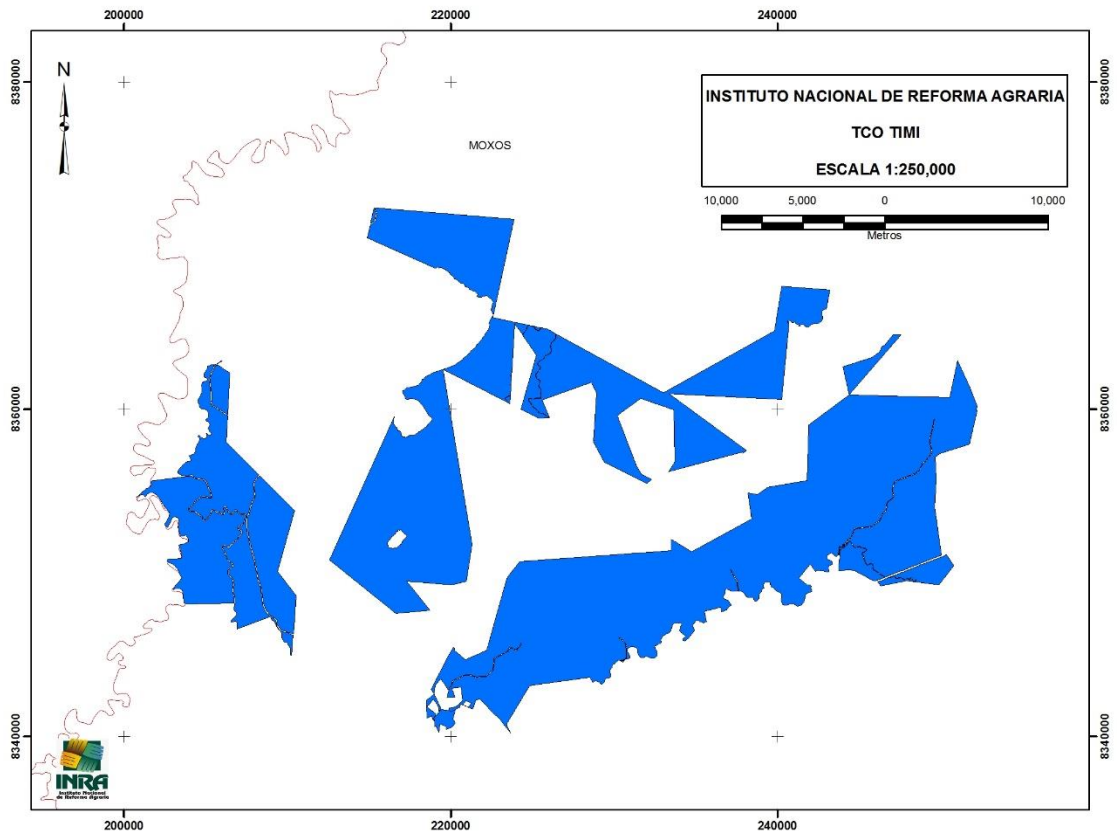 200000 220000 240000
8380000 8380000
N
INSTITUTO NACIONAL DE REFORMA AGRARIA
TCO TIMI
ESCALA 1:250,000
MOXOS
10,000 5,000 0 10,000
Metros
8360000 8360000
8340000 8340000
INRA
Instituto Nacional
de Reforma Agraria
200000 220000 240000